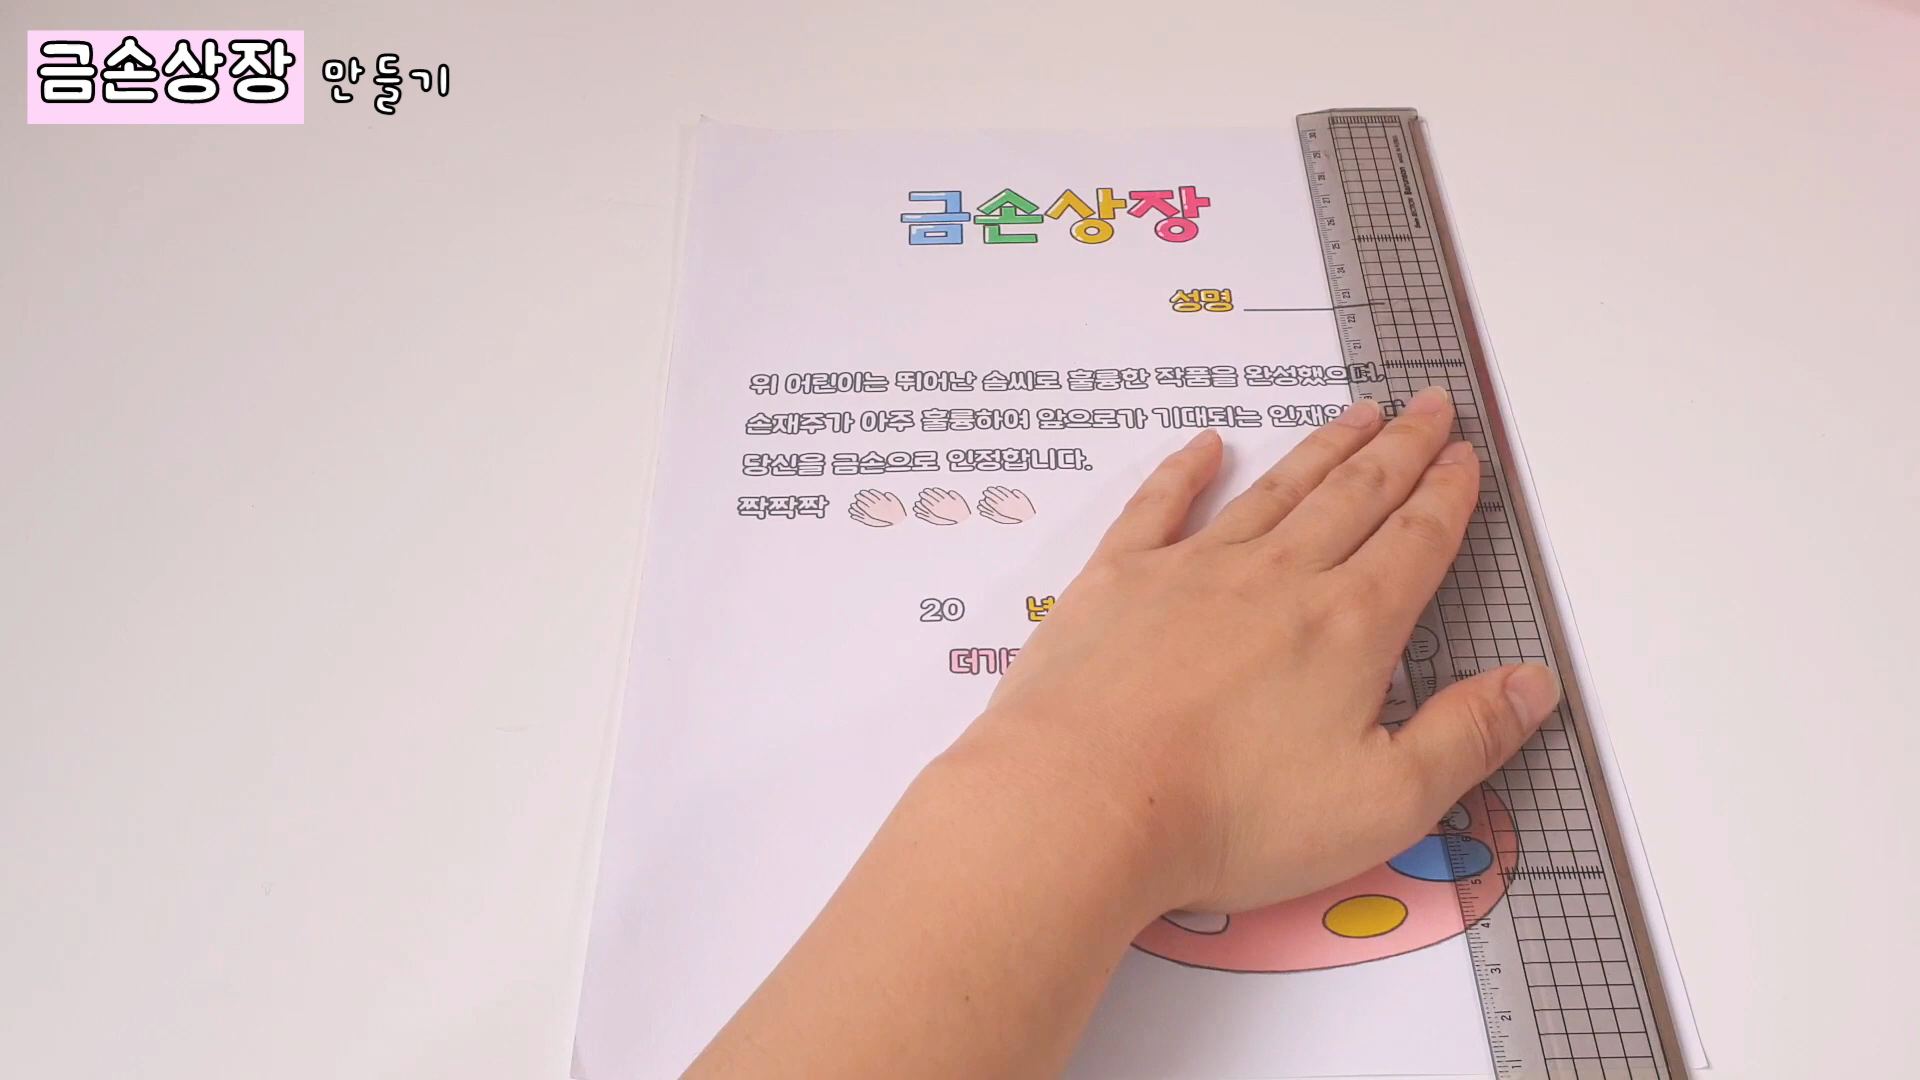 금손상장 만들기
금손상장
성명
위 어린이는 뛰어난 솜씨로 훌륭한 작품을 완성했으며,
손재주가 아주 훌륭하여 앞으로가 기대되는
당신을 금손으로 인정합니다.
짝짝짝
20 년